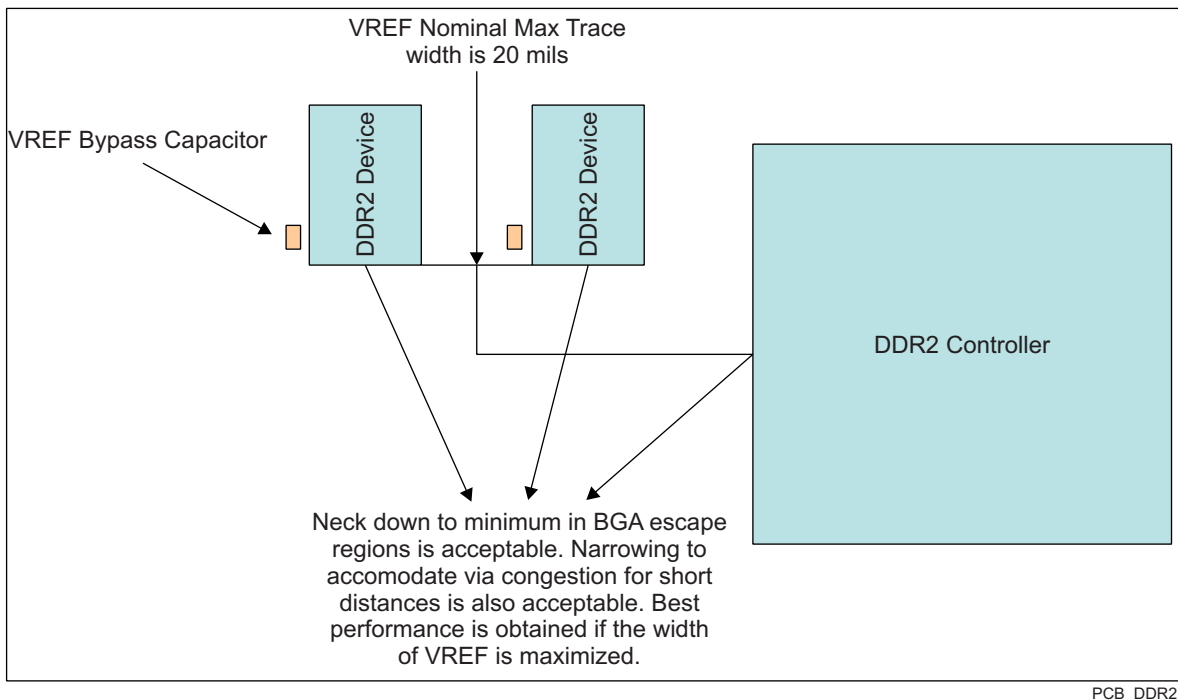 VREF Nominal Max Trace
width is 20 mils
VREF Bypass Capacitor
DDR2 Device
DDR2 Device
DDR2 Controller
Neck down to minimum in BGA escape
regions is acceptable. Narrowing to
accomodate via congestion for short
distances is also acceptable. Best
performance is obtained if the width
of VREF is maximized.
PCB_DDR2